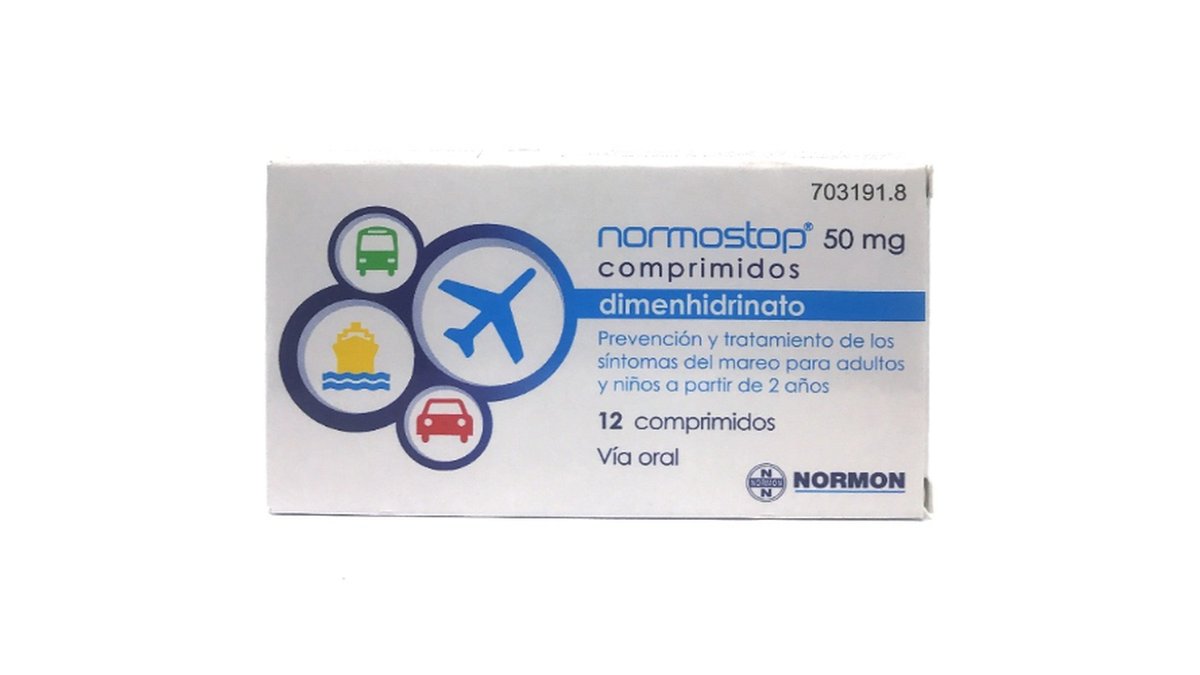 703191.8
normostop® 50 mg
comprimidos
dimenhidrinato
Prevención y tratamiento de los
síntomas del mareo para adultos
y niños a partir de 2 años
12 comprimidos
Vía oral
N
NORMON
N
NORMON